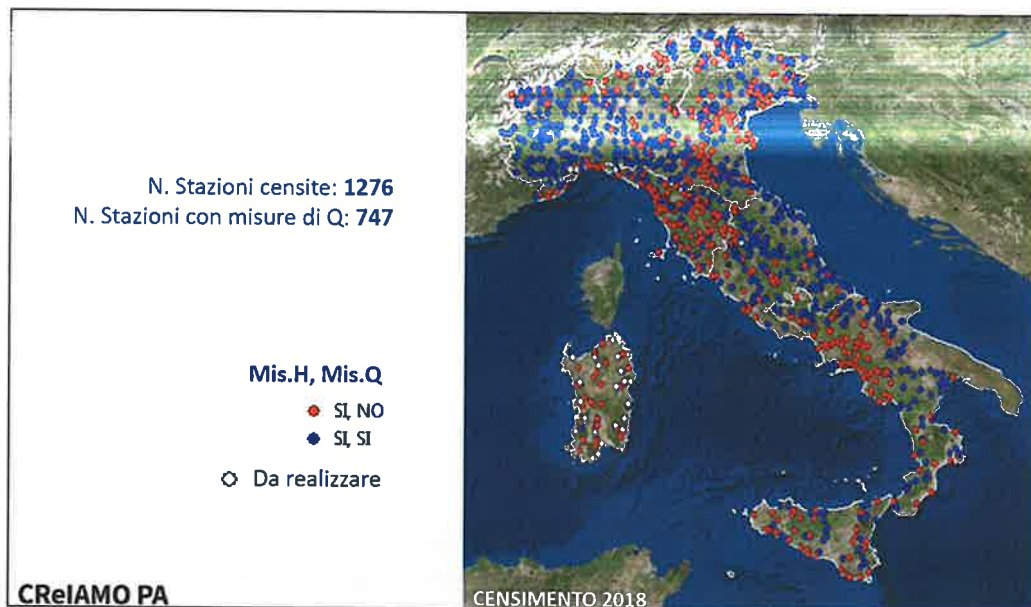 N. Stazioni censite: 1276
N. Stazioni con misure di Q: 747
Mis.H, Mis.Q
SI, NO
SI, SI
Da realizzare
CReIAMO PA
CENSIMENTO 2018